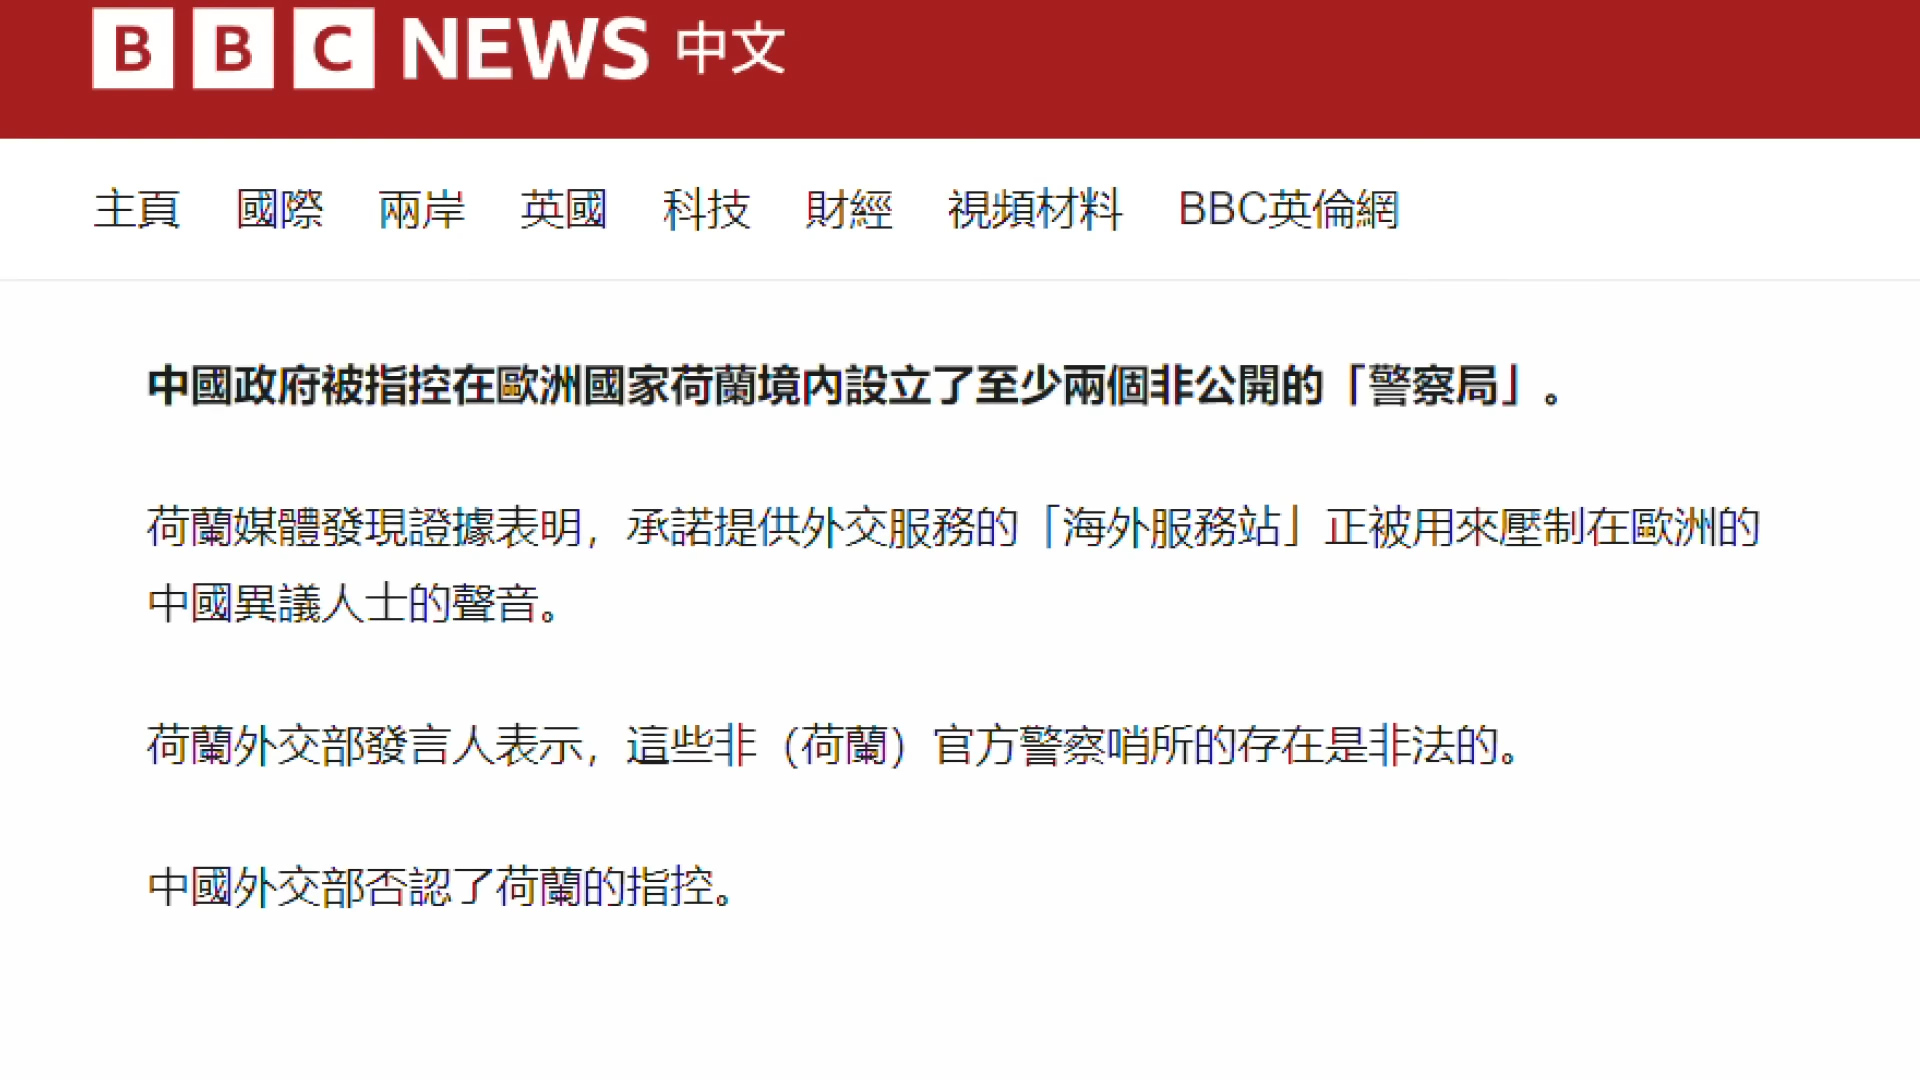 BBC NEWS 中文
主頁 國際 兩岸 英國 科技 財經 視頻材料 BBC英倫網
中國政府被指控在歐洲國家荷蘭境內設立了至少兩個非公開的「警察局」。
荷蘭媒體發現證據表明，承諾提供外交服務的「海外服務站」正被用來壓制在歐洲的
中國異議人士的聲音。
荷蘭外交部發言人表示，這些非（荷蘭）官方警察哨所的存在是非法的。
中國外交部否認了荷蘭的指控。